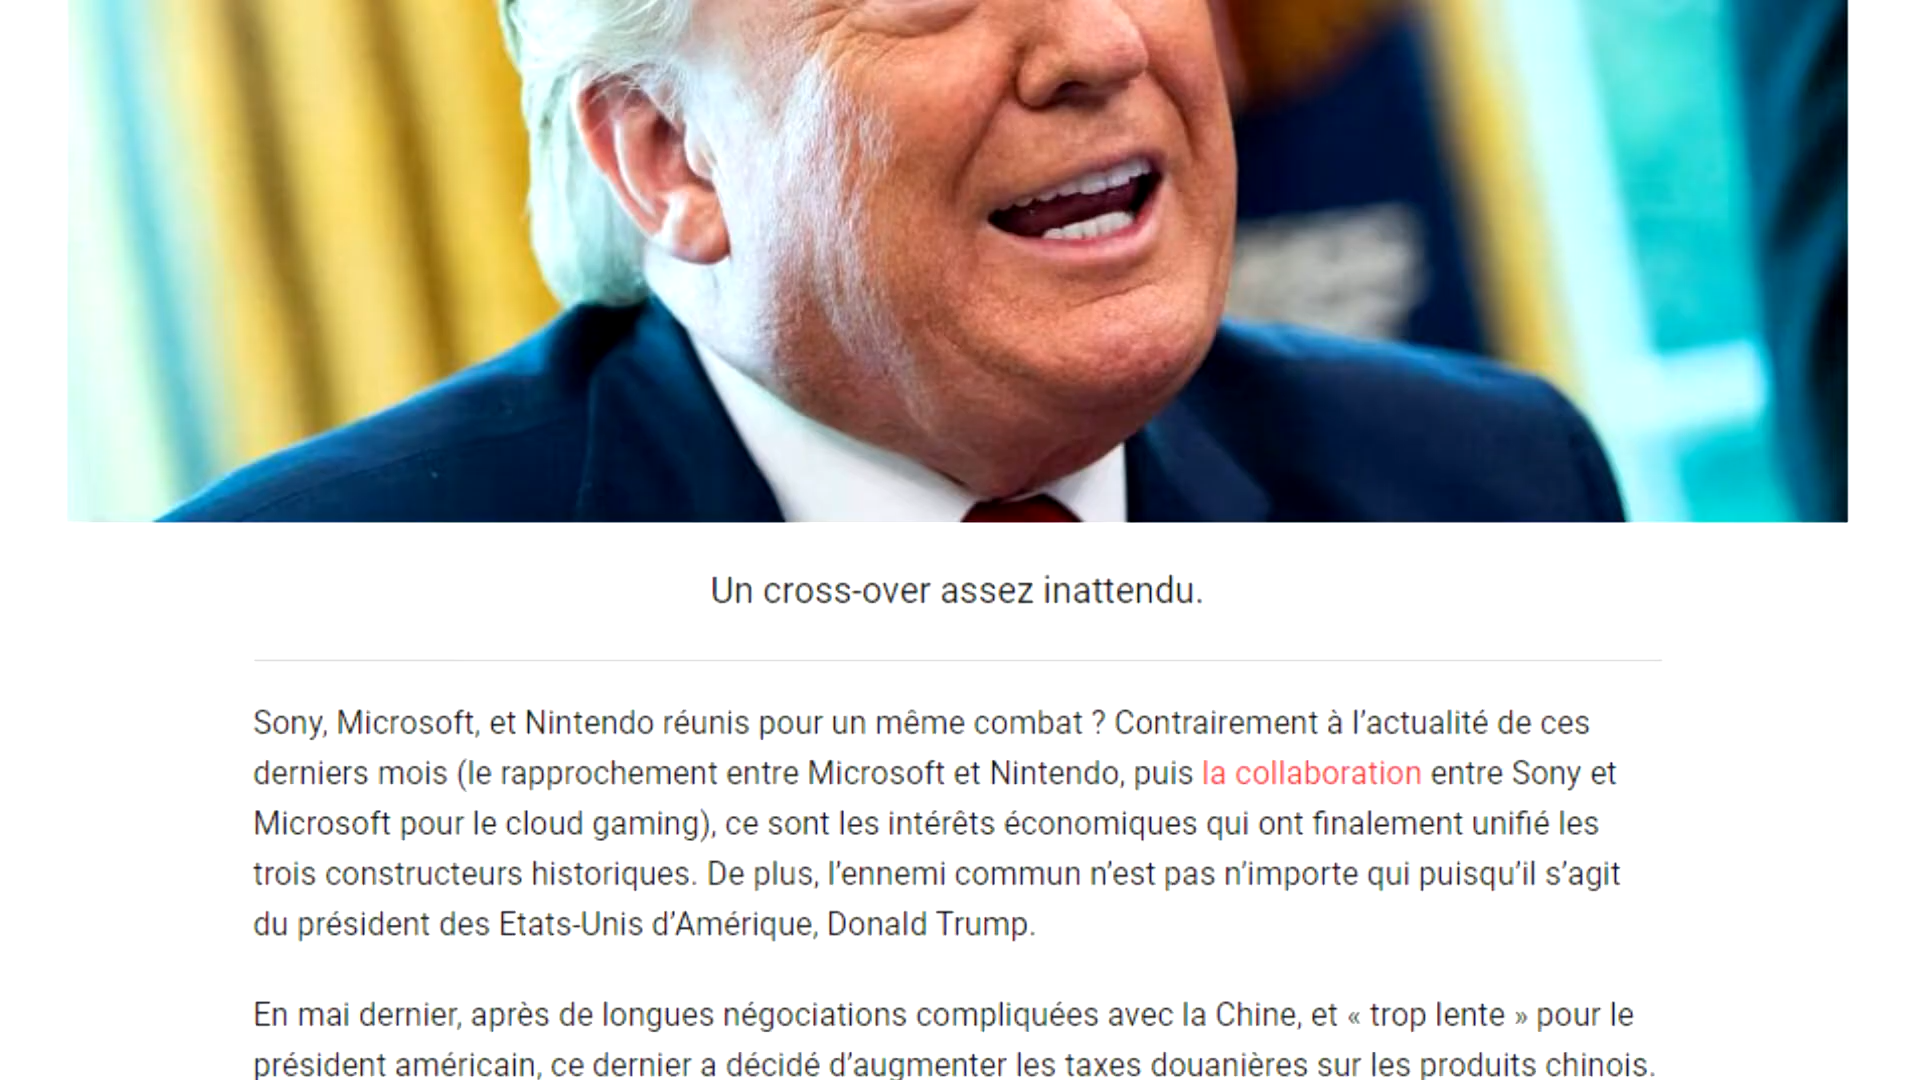 Un cross-over assez inattendu.
Sony, Microsoft, et Nintendo réunis pour un même combat ? Contrairement à l’actualité de ces
derniers mois (le rapprochement entre Microsoft et Nintendo, puis la collaboration entre Sony et
Microsoft pour le cloud gaming), ce sont les intérêts économiques qui ont finalement unifié les
trois constructeurs historiques. De plus, l’ennemi commun n’est pas n’importe qui puisqu’il s’agit
du président des Etats-Unis d’Amérique, Donald Trump.
En mai dernier, après de longues négociations compliquées avec la Chine, et « trop lente » pour le
président américain, ce dernier a décidé d’augmenter les taxes douanières sur les produits chinois.